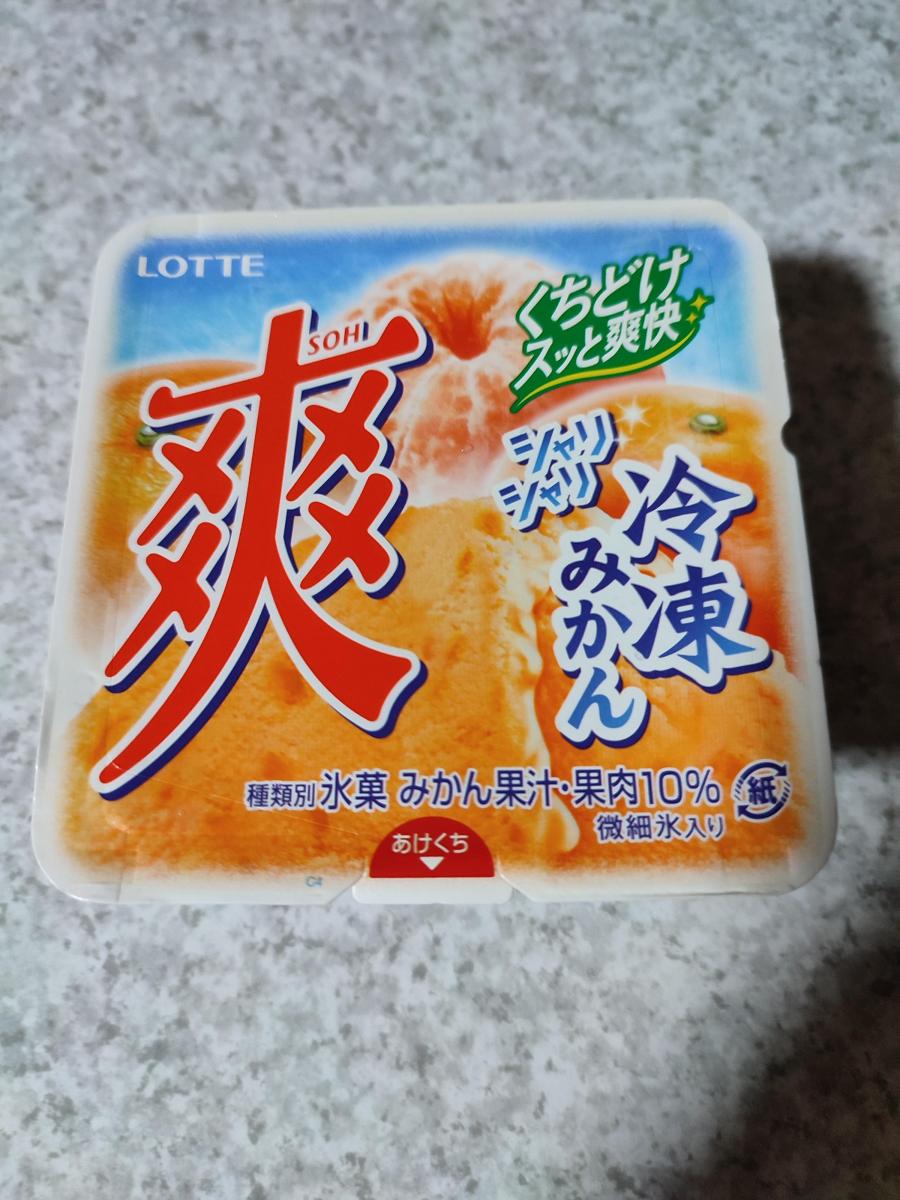 LOTTE
SOH
爽
くちどけ
スッと爽快
シャリ
シャリ
冷凍
みかん
種類別氷菓 みかん果汁・果肉10%
微細氷入り
紙
あけくち
C4